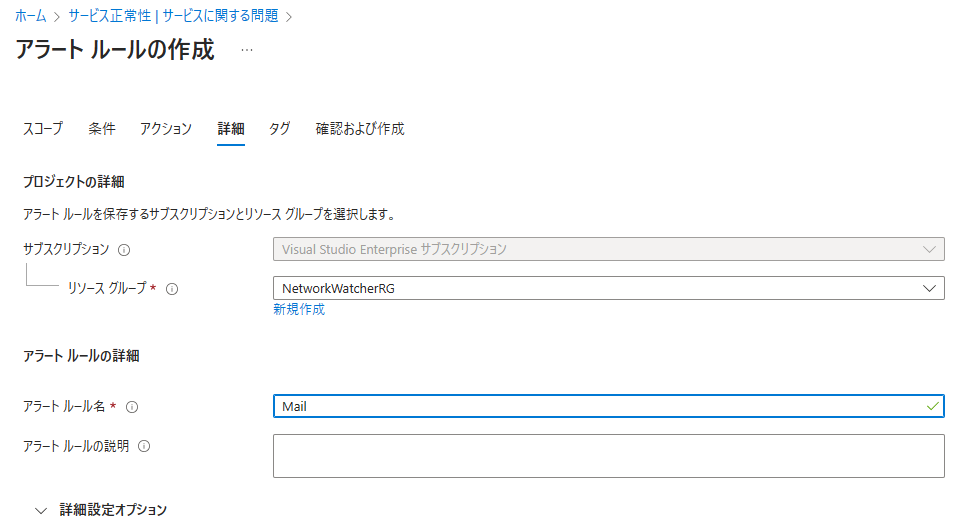 ホーム > サービス正常性 | サービスに関する問題 >
アラート ルールの作成 …
スコープ 条件 アクション 詳細 タグ 確認および作成
プロジェクトの詳細
アラート ルールを保存するサブスクリプションとリソース グループを選択します。
サブスクリプション Visual Studio Enterprise サブスクリプション
リソース グループ * NetworkWatcherRG
新規作成
アラート ルールの詳細
アラート ルール名 * Mail
アラート ルールの説明
詳細設定オプション